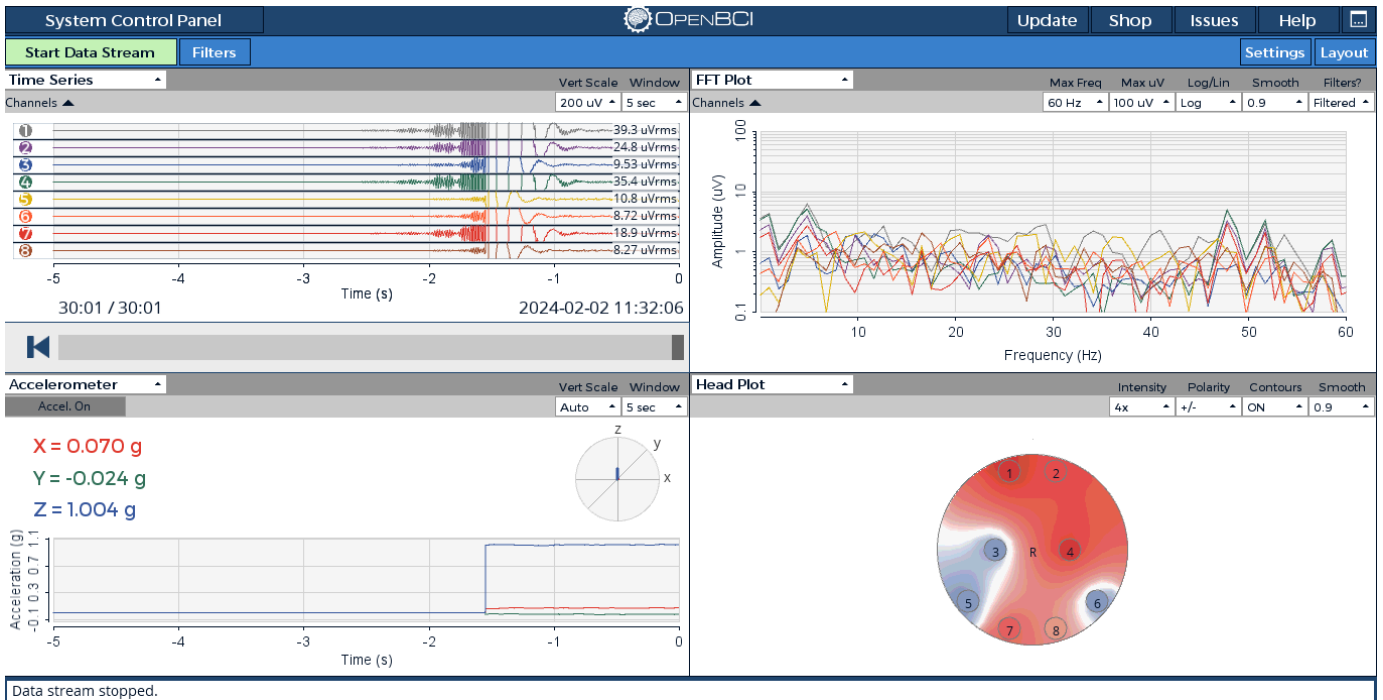 System Control Panel OPENBCI Update Shop Issues Help
Start Data Stream Filters Settings Layout
Time Series Vert Scale Window
Channels 200 uV 5 sec
1 39.3 uVrms
2 24.8 uVrms
3 9.53 uVrms
4 35.4 uVrms
5 10.8 uVrms
6 8.72 uVrms
7 18.9 uVrms
8 8.27 uVrms
-5 -4 -3 -2 -1 0
Time (s)
30:01 / 30:01 2024-02-02 11:32:06
FFT Plot Max Freq Max uV Log/Lin Smooth Filters?
Channels 60 Hz 100 uV Log 0.9 Filtered
Amplitude (uV)
100
10
1
0.1
10 20 30 40 50 60
Frequency (Hz)
Accelerometer Vert Scale Window
Accel. On Auto 5 sec
X = 0.070 g
Y = -0.024 g
Z = 1.004 g
z
y
x
Acceleration (g)
-0.1 0.3 0.7 1.1
-5 -4 -3 -2 -1 0
Time (s)
Head Plot Intensity Polarity Contours Smooth
4x +/- ON 0.9
1 2
3 R 4
5 6
7 8
Data stream stopped.